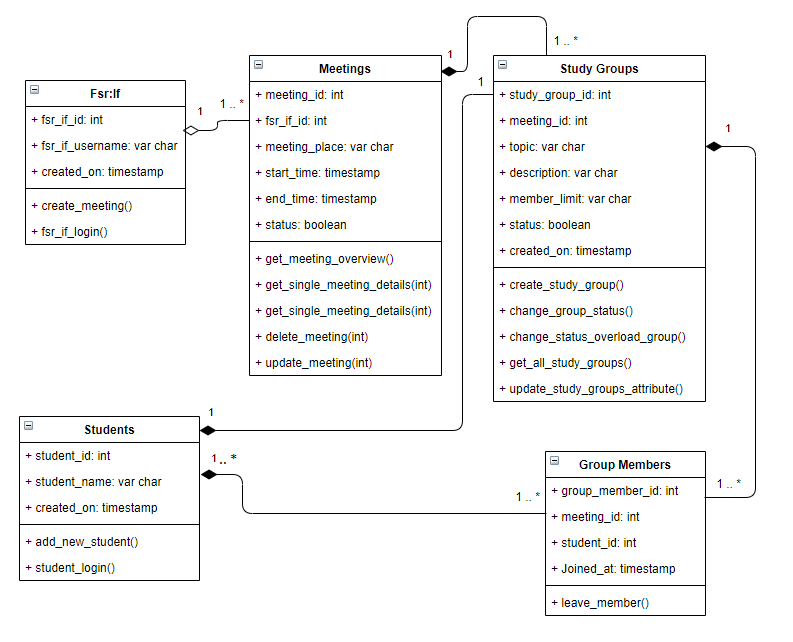 Fsr:If
+ fsr_if_id: int
+ fsr_if_username: var char
+ created_on: timestamp
+ create_meeting()
+ fsr_if_login()
1
1 .. *
Meetings
+ meeting_id: int
+ fsr_if_id: int
+ meeting_place: var char
+ start_time: timestamp
+ end_time: timestamp
+ status: boolean
+ get_meeting_overview()
+ get_single_meeting_details(int)
+ get_single_meeting_details(int)
+ delete_meeting(int)
+ update_meeting(int)
1
1 .. *
1
Study Groups
+ study_group_id: int
+ meeting_id: int
+ topic: var char
+ description: var char
+ member_limit: var char
+ status: boolean
+ created_on: timestamp
+ create_study_group()
+ change_group_status()
+ change_status_overload_group()
+ get_all_study_groups()
+ update_study_groups_attribute()
1
Students
+ student_id: int
+ student_name: var char
+ created_on: timestamp
+ add_new_student()
+ student_login()
1
1.. *
1 .. *
1 .. *
Group Members
+ group_member_id: int
+ meeting_id: int
+ student_id: int
+ Joined_at: timestamp
+ leave_member()